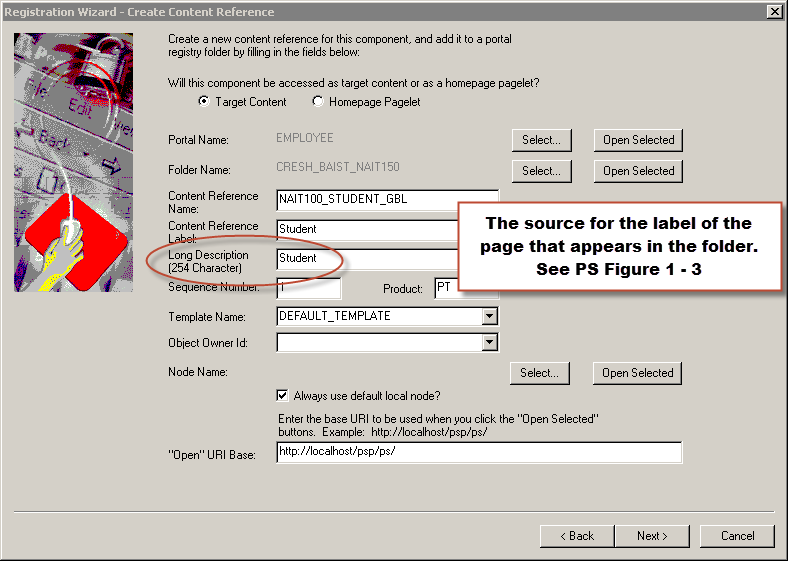 Registration Wizard - Create Content Reference
Create a new content reference for this component, and add it to a portal
registry folder by filling in the fields below:
Will this component be accessed as target content or as a homepage pagelet?
Target Content Homepage Pagelet
Portal Name: EMPLOYEE Select... Open Selected
Folder Name: CRESH_BAIST_NAIT150 Select... Open Selected
Content Reference
Name: NAIT100_STUDENT_GBL
Content Reference
Label: Student
Long Description
(254 Character) Student
The source for the label of the
page that appears in the folder.
See PS Figure 1 - 3
Sequence Number: 1 Product: PT
Template Name: DEFAULT_TEMPLATE
Object Owner Id:
Node Name: Select... Open Selected
Always use default local node?
Enter the base URI to be used when you click the "Open Selected"
buttons. Example: http://localhost/psp/ps/
"Open" URI Base: http://localhost/psp/ps/
< Back Next > Cancel
File
Edit
Back